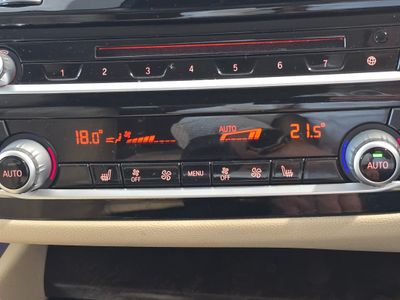 1 2 3 4 5 6 7
18.0° AUTO 21.5°
AUTO OFF MENU OFF AUTO